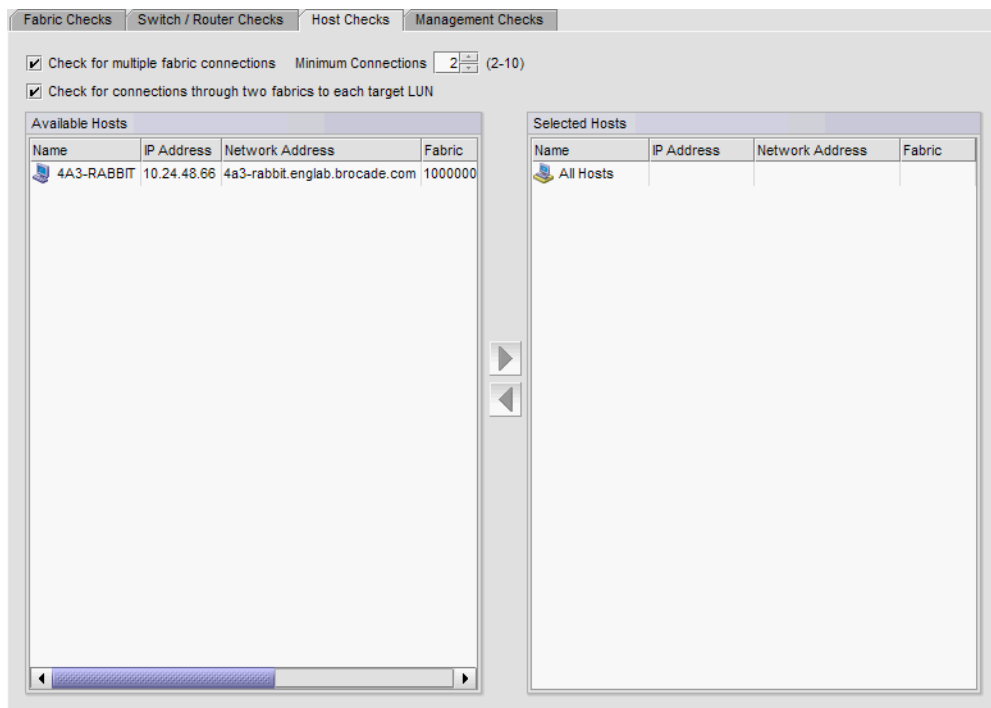 Fabric Checks Switch / Router Checks Host Checks Management Checks
Check for multiple fabric connections Minimum Connections 2 (2-10)
Check for connections through two fabrics to each target LUN
Available Hosts
Name IP Address Network Address Fabric
4A3-RABBIT 10.24.48.66 4a3-rabbit.englab.brocade.com 1000000
Selected Hosts
Name IP Address Network Address Fabric
All Hosts